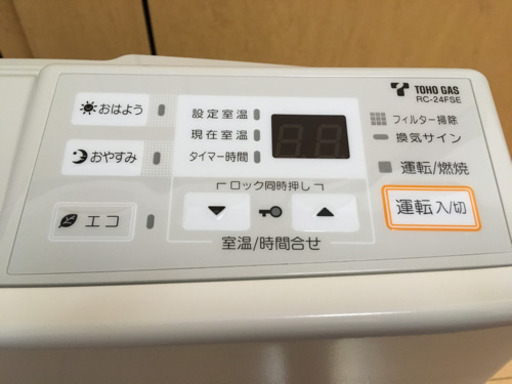 おはよう
おやすみ
エコ
設定室温
現在室温
タイマー時間
ロック同時押し
室温/時間合せ
TOHO GAS
RC-24FSE
フィルター掃除
換気サイン
運転/燃焼
運転 入/切